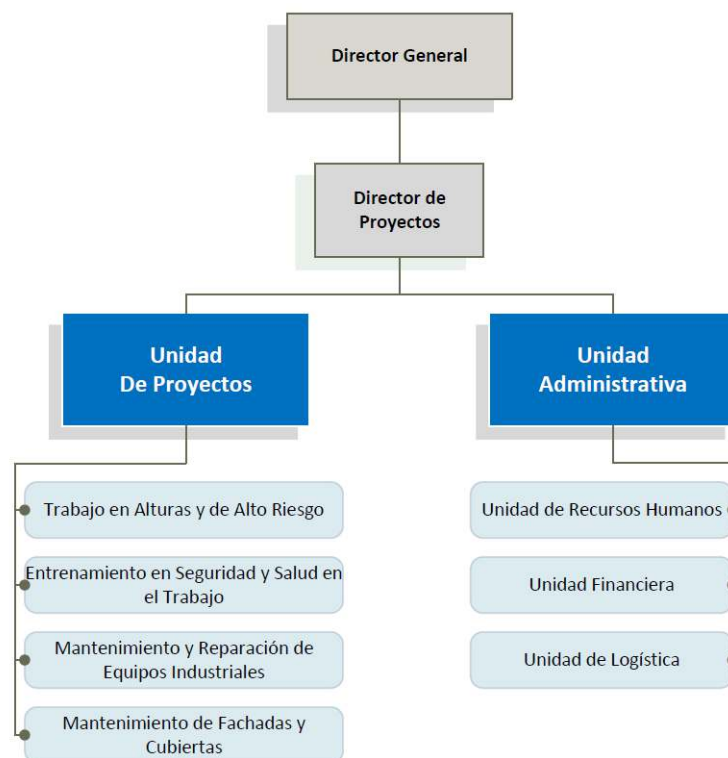 Director General
Director de
Proyectos
Unidad
De Proyectos
Unidad
Administrativa
Trabajo en Alturas y de Alto Riesgo
Entrenamiento en Seguridad y Salud en
el Trabajo
Mantenimiento y Reparación de
Equipos Industriales
Mantenimiento de Fachadas y
Cubiertas
Unidad de Recursos Humanos
Unidad Financiera
Unidad de Logística